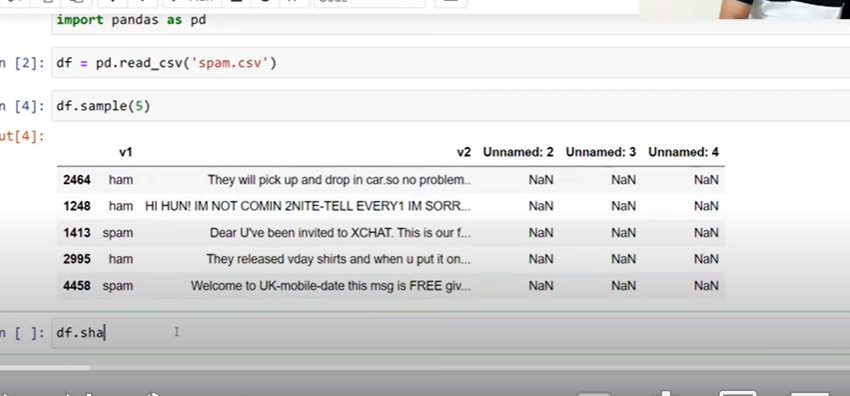 import pandas as pd
n [2]: df = pd.read_csv('spam.csv')
n [4]: df.sample(5)
ut[4]:
v1 v2 Unnamed: 2 Unnamed: 3 Unnamed: 4
2464 ham They will pick up and drop in car.so no problem.. NaN NaN NaN
1248 ham HI HUN! IM NOT COMIN 2NITE-TELL EVERY1 IM SORR... NaN NaN NaN
1413 spam Dear U've been invited to XCHAT. This is our f... NaN NaN NaN
2995 ham They released vday shirts and when u put it on... NaN NaN NaN
4458 spam Welcome to UK-mobile-date this msg is FREE giv... NaN NaN NaN
n [ ]: df.sha